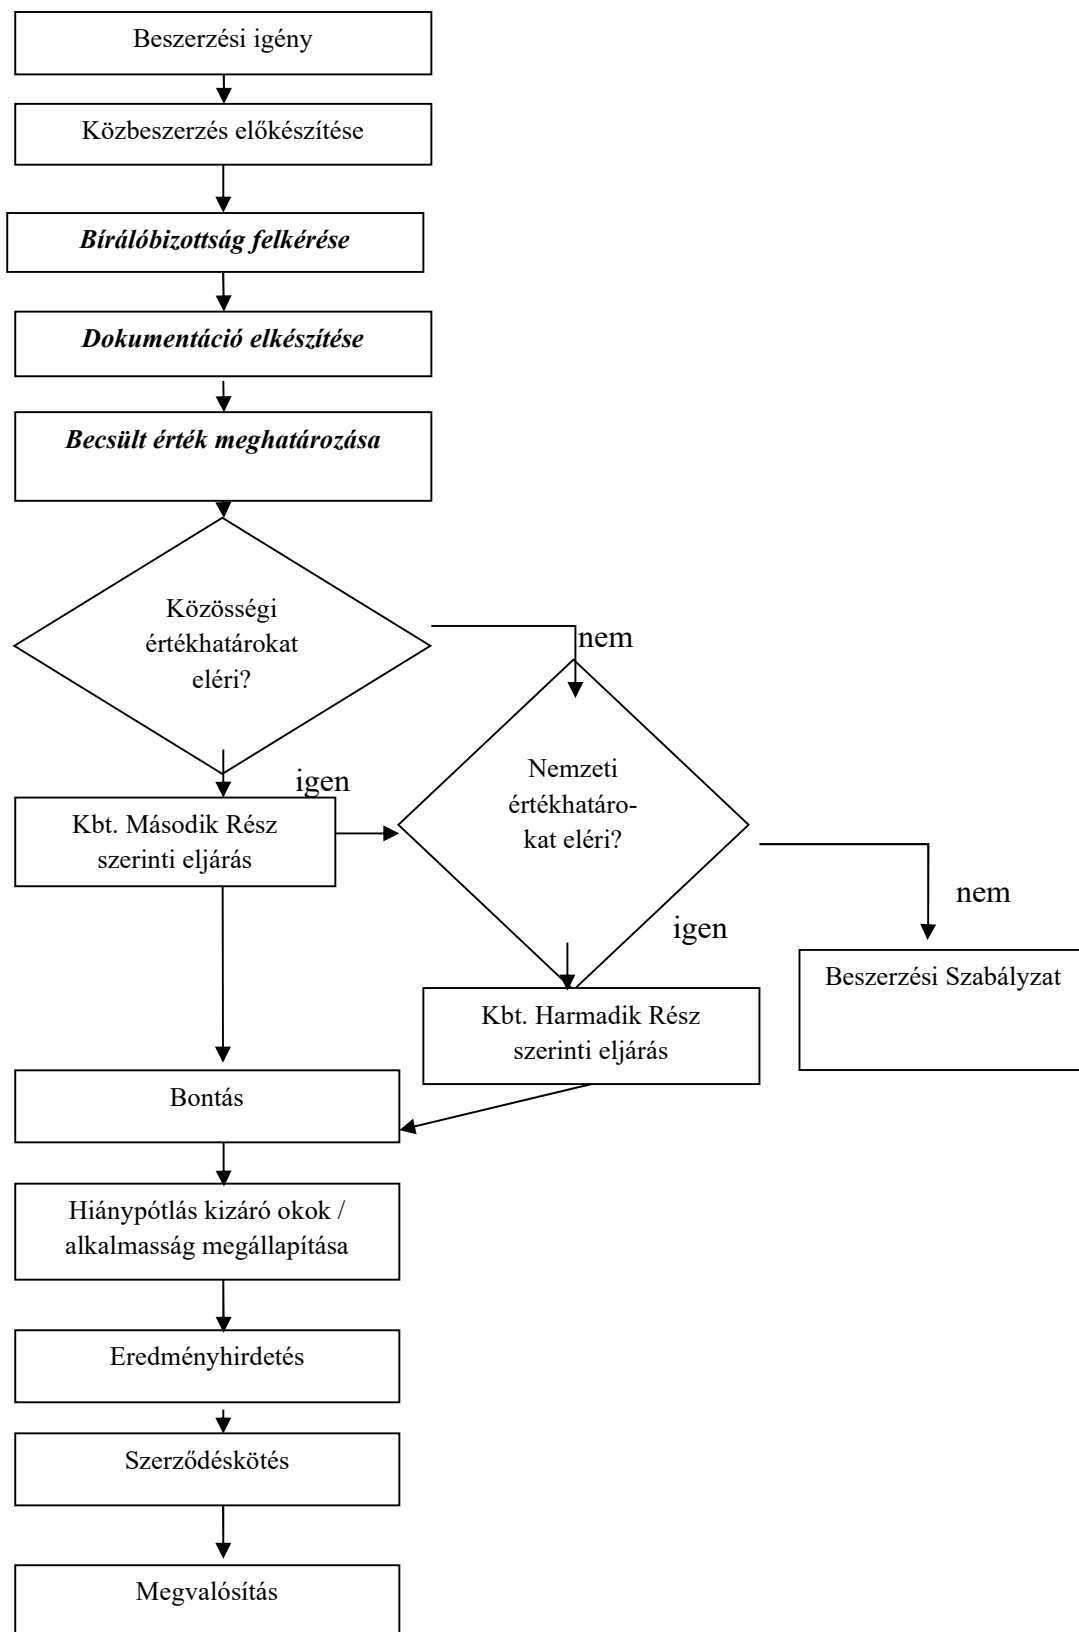 Beszerzési igény
Közbeszerzés előkészítése
Bírálóbizottság felkérése
Dokumentáció elkészítése
Becsült érték meghatározása
Közösségi
értékhatárokat
eléri?
nem
igen
Nemzeti
értékhatáro-
kat eléri?
Kbt. Második Rész
szerinti eljárás
nem
igen
Beszerzési Szabályzat
Kbt. Harmadik Rész
szerinti eljárás
Bontás
Hiánypótlás kizáró okok /
alkalmasság megállapítása
Eredményhirdetés
Szerződéskötés
Megvalósítás